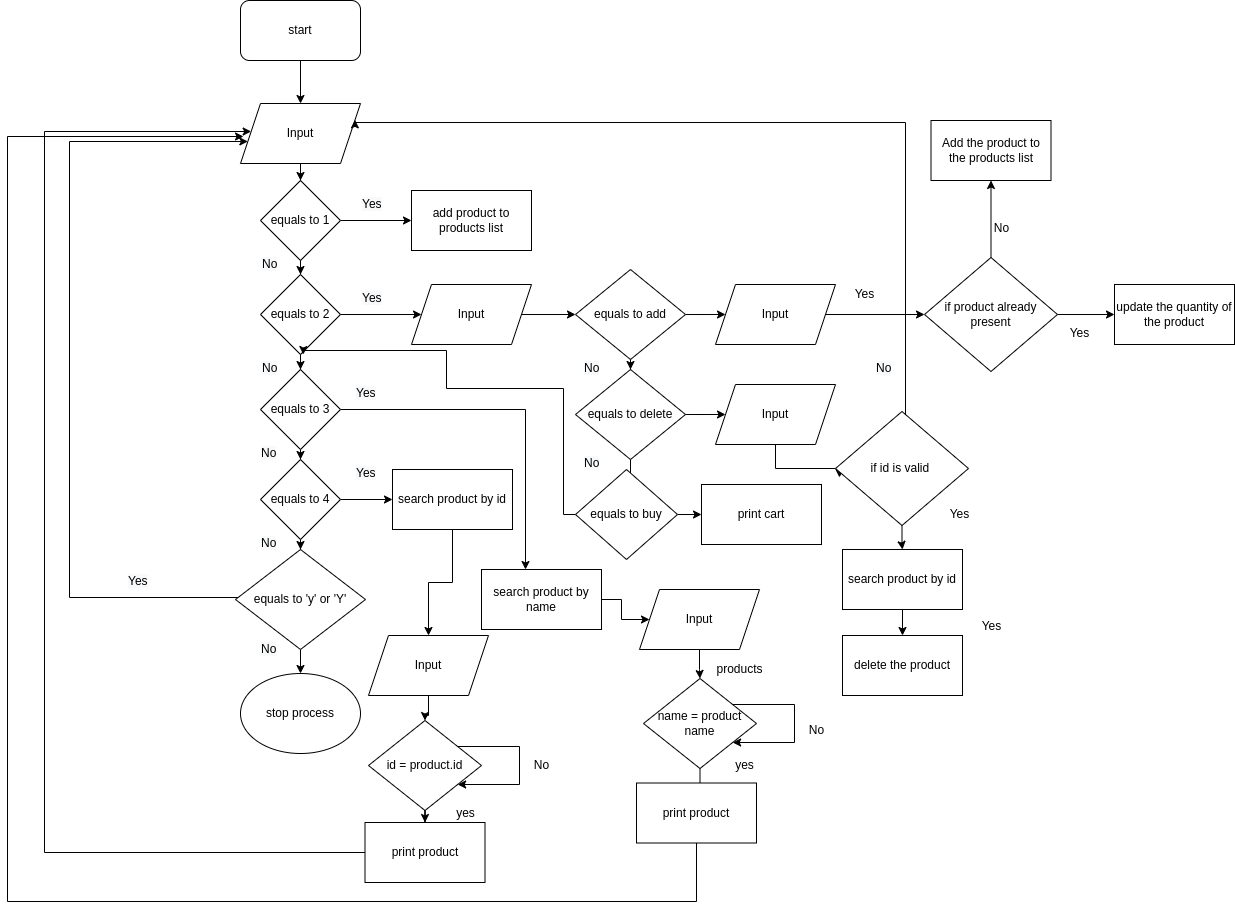 start
Input
Add the product to
the products list
equals to 1
Yes
add product to
products list
No
No
equals to 2
Yes
Input
equals to add
Input
Yes
if product already
present
Yes
update the quantity of
the product
No
No
No
equals to 3
Yes
equals to delete
Input
No
No
if id is valid
equals to 4
Yes
search product by id
equals to buy
print cart
Yes
No
Yes
equals to 'y' or 'Y'
search product by
name
Input
search product by id
Yes
No
Input
products
delete the product
stop process
name = product
name
No
id = product.id
No
yes
yes
print product
print product